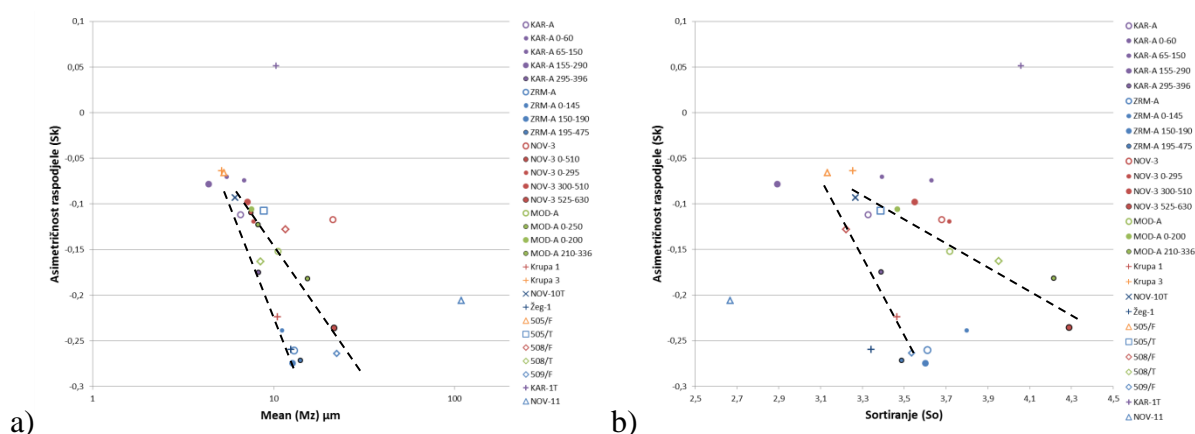 0,1
0,05
0
-0,05
-0,1
-0,15
-0,2
-0,25
-0,3
Asimetričnost raspodjele (Sk)
1
10
100
Mean (Mz) μm
KAR-A
KAR-A 0-60
KAR-A 65-150
KAR-A 155-290
KAR-A 295-396
ZRM-A
ZRM-A 0-145
ZRM-A 150-190
ZRM-A 195-475
NOV-3
NOV-3 0-510
NOV-3 0-295
NOV-3 300-510
NOV-3 525-630
MOD-A
MOD-A 0-250
MOD-A 0-200
MOD-A 210-336
Krupa 1
Krupa 3
NOV-10T
Žeg-1
505/F
505/T
508/F
508/T
509/F
KAR-1T
NOV-11
a)
0,1
0,05
0
-0,05
-0,1
-0,15
-0,2
-0,25
-0,3
Asimetričnost raspodjele (Sk)
2,5
2,7
2,9
3,1
3,3
3,5
3,7
3,9
4,1
4,3
4,5
Sortiranje (So)
KAR-A
KAR-A 0-60
KAR-A 65-150
KAR-A 155-290
KAR-A 295-396
ZRM-A
ZRM-A 0-145
ZRM-A 150-190
ZRM-A 195-475
NOV-3
NOV-3 0-510
NOV-3 0-295
NOV-3 300-510
NOV-3 525-630
MOD-A
MOD-A 0-250
MOD-A 0-200
MOD-A 210-336
Krupa 1
Krupa 3
NOV-10T
Žeg-1
505/F
505/T
508/F
508/T
509/F
KAR-1T
NOV-11
b)